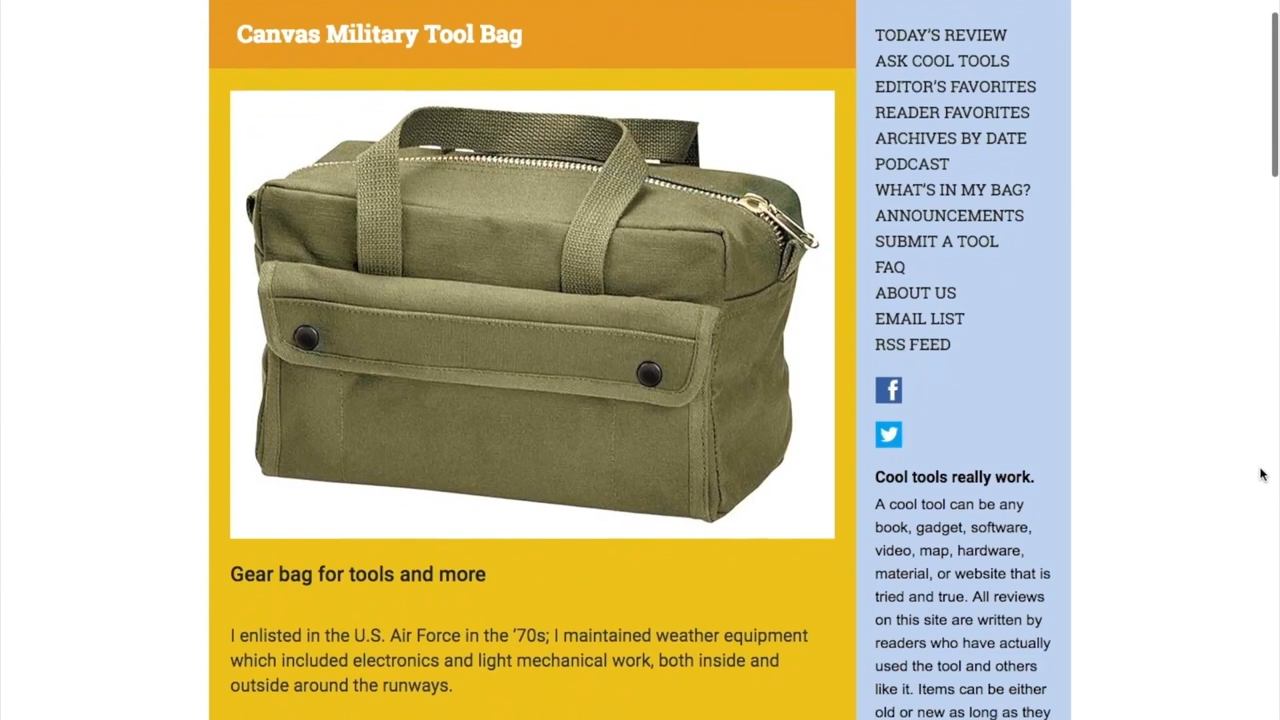 Canvas Military Tool Bag
Gear bag for tools and more
I enlisted in the U.S. Air Force in the ’70s; I maintained weather equipment
which included electronics and light mechanical work, both inside and
outside around the runways.
TODAY’S REVIEW
ASK COOL TOOLS
EDITOR’S FAVORITES
READER FAVORITES
ARCHIVES BY DATE
PODCAST
WHAT’S IN MY BAG?
ANNOUNCEMENTS
SUBMIT A TOOL
FAQ
ABOUT US
EMAIL LIST
RSS FEED
Cool tools really work.
A cool tool can be any
book, gadget, software,
video, map, hardware,
material, or website that is
tried and true. All reviews
on this site are written by
readers who have actually
used the tool and others
like it. Items can be either
old or new as long as they